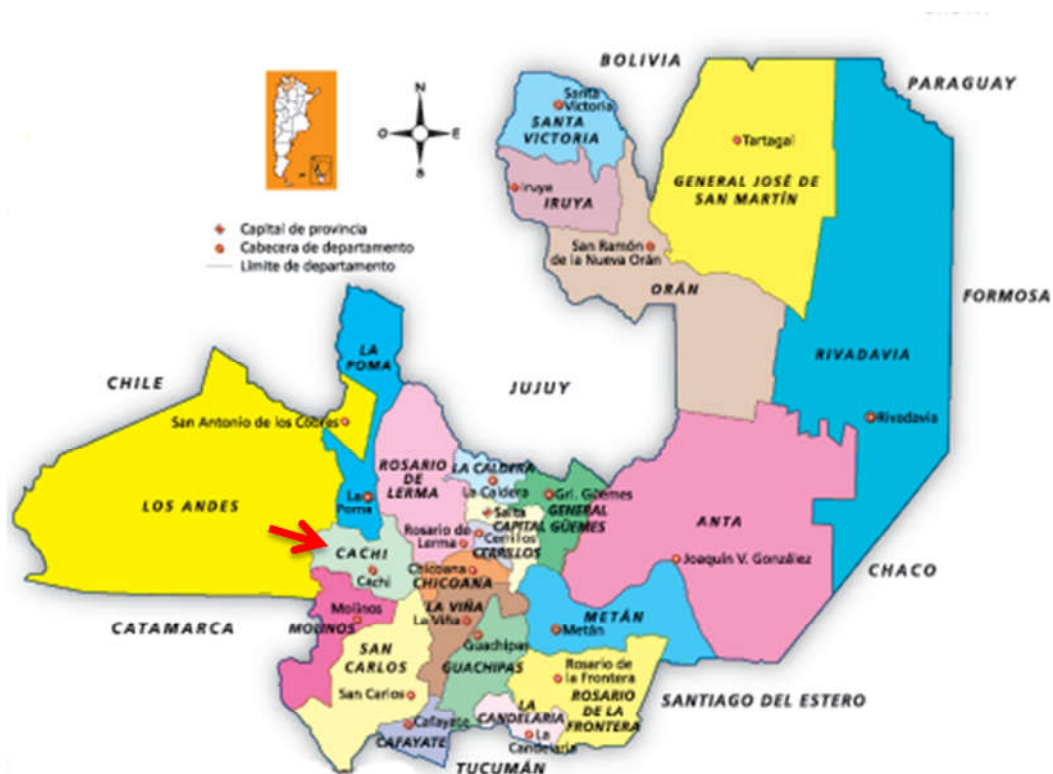 BOLIVIA
PARAGUAY
N
O
E
S
Santa
Victoria
SANTA
VICTORIA
Tartagal
Iruya
IRUYA
GENERAL JOSÉ DE
SAN MARTÍN
Capital de provincia
Cabecera de departamento
Límite de departamento
San Ramón
de la Nueva Orán
ORÁN
FORMOSA
LA
POMA
RIVADAVIA
CHILE
JUJUY
San Antonio de los Cobres
Rivadavia
ROSARIO
DE
LERMA
LA CALDERA
La Caldera
LOS ANDES
La
Poma
Gri. Güemes
GENERAL
GÜEMES
Salta
CAPITAL
ANTA
Rosario de
Lerma
Cerrillos
CERRILLOS
CACHI
Cachi
Joaquín V. González
Chicoana
CHICOANA
CHACO
Molinos
MOLINOS
LA VIÑA
La Viña
METÁN
Metán
CATAMARCA
SAN
CARLOS
Guachipas
GUACHIPAS
Rosario de
la Frontera
ROSARIO
DE LA
FRONTERA
San Carlos
SANTIAGO DEL ESTERO
LA
CANDELARIA
La
Candelaria
Cafayate
CAFAYATE
TUCUMÁN